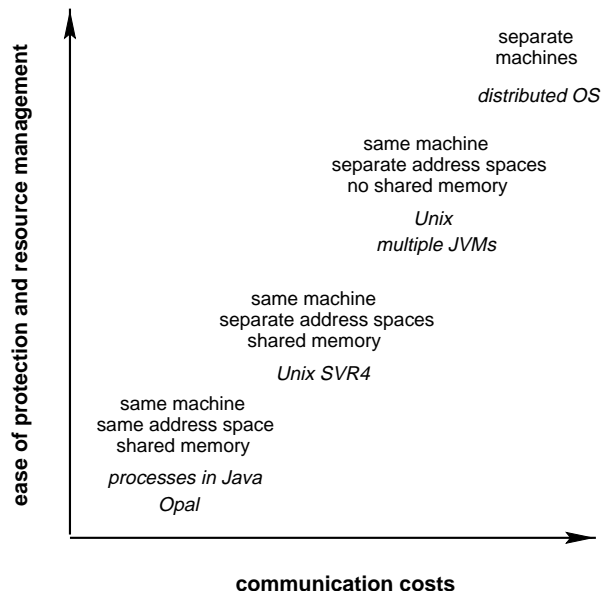 separate
machines
distributed OS
same machine
separate address spaces
no shared memory
Unix
multiple JVMs
same machine
separate address spaces
shared memory
Unix SVR4
same machine
same address space
shared memory
processes in Java
Opal
ease of protection and resource management
communication costs